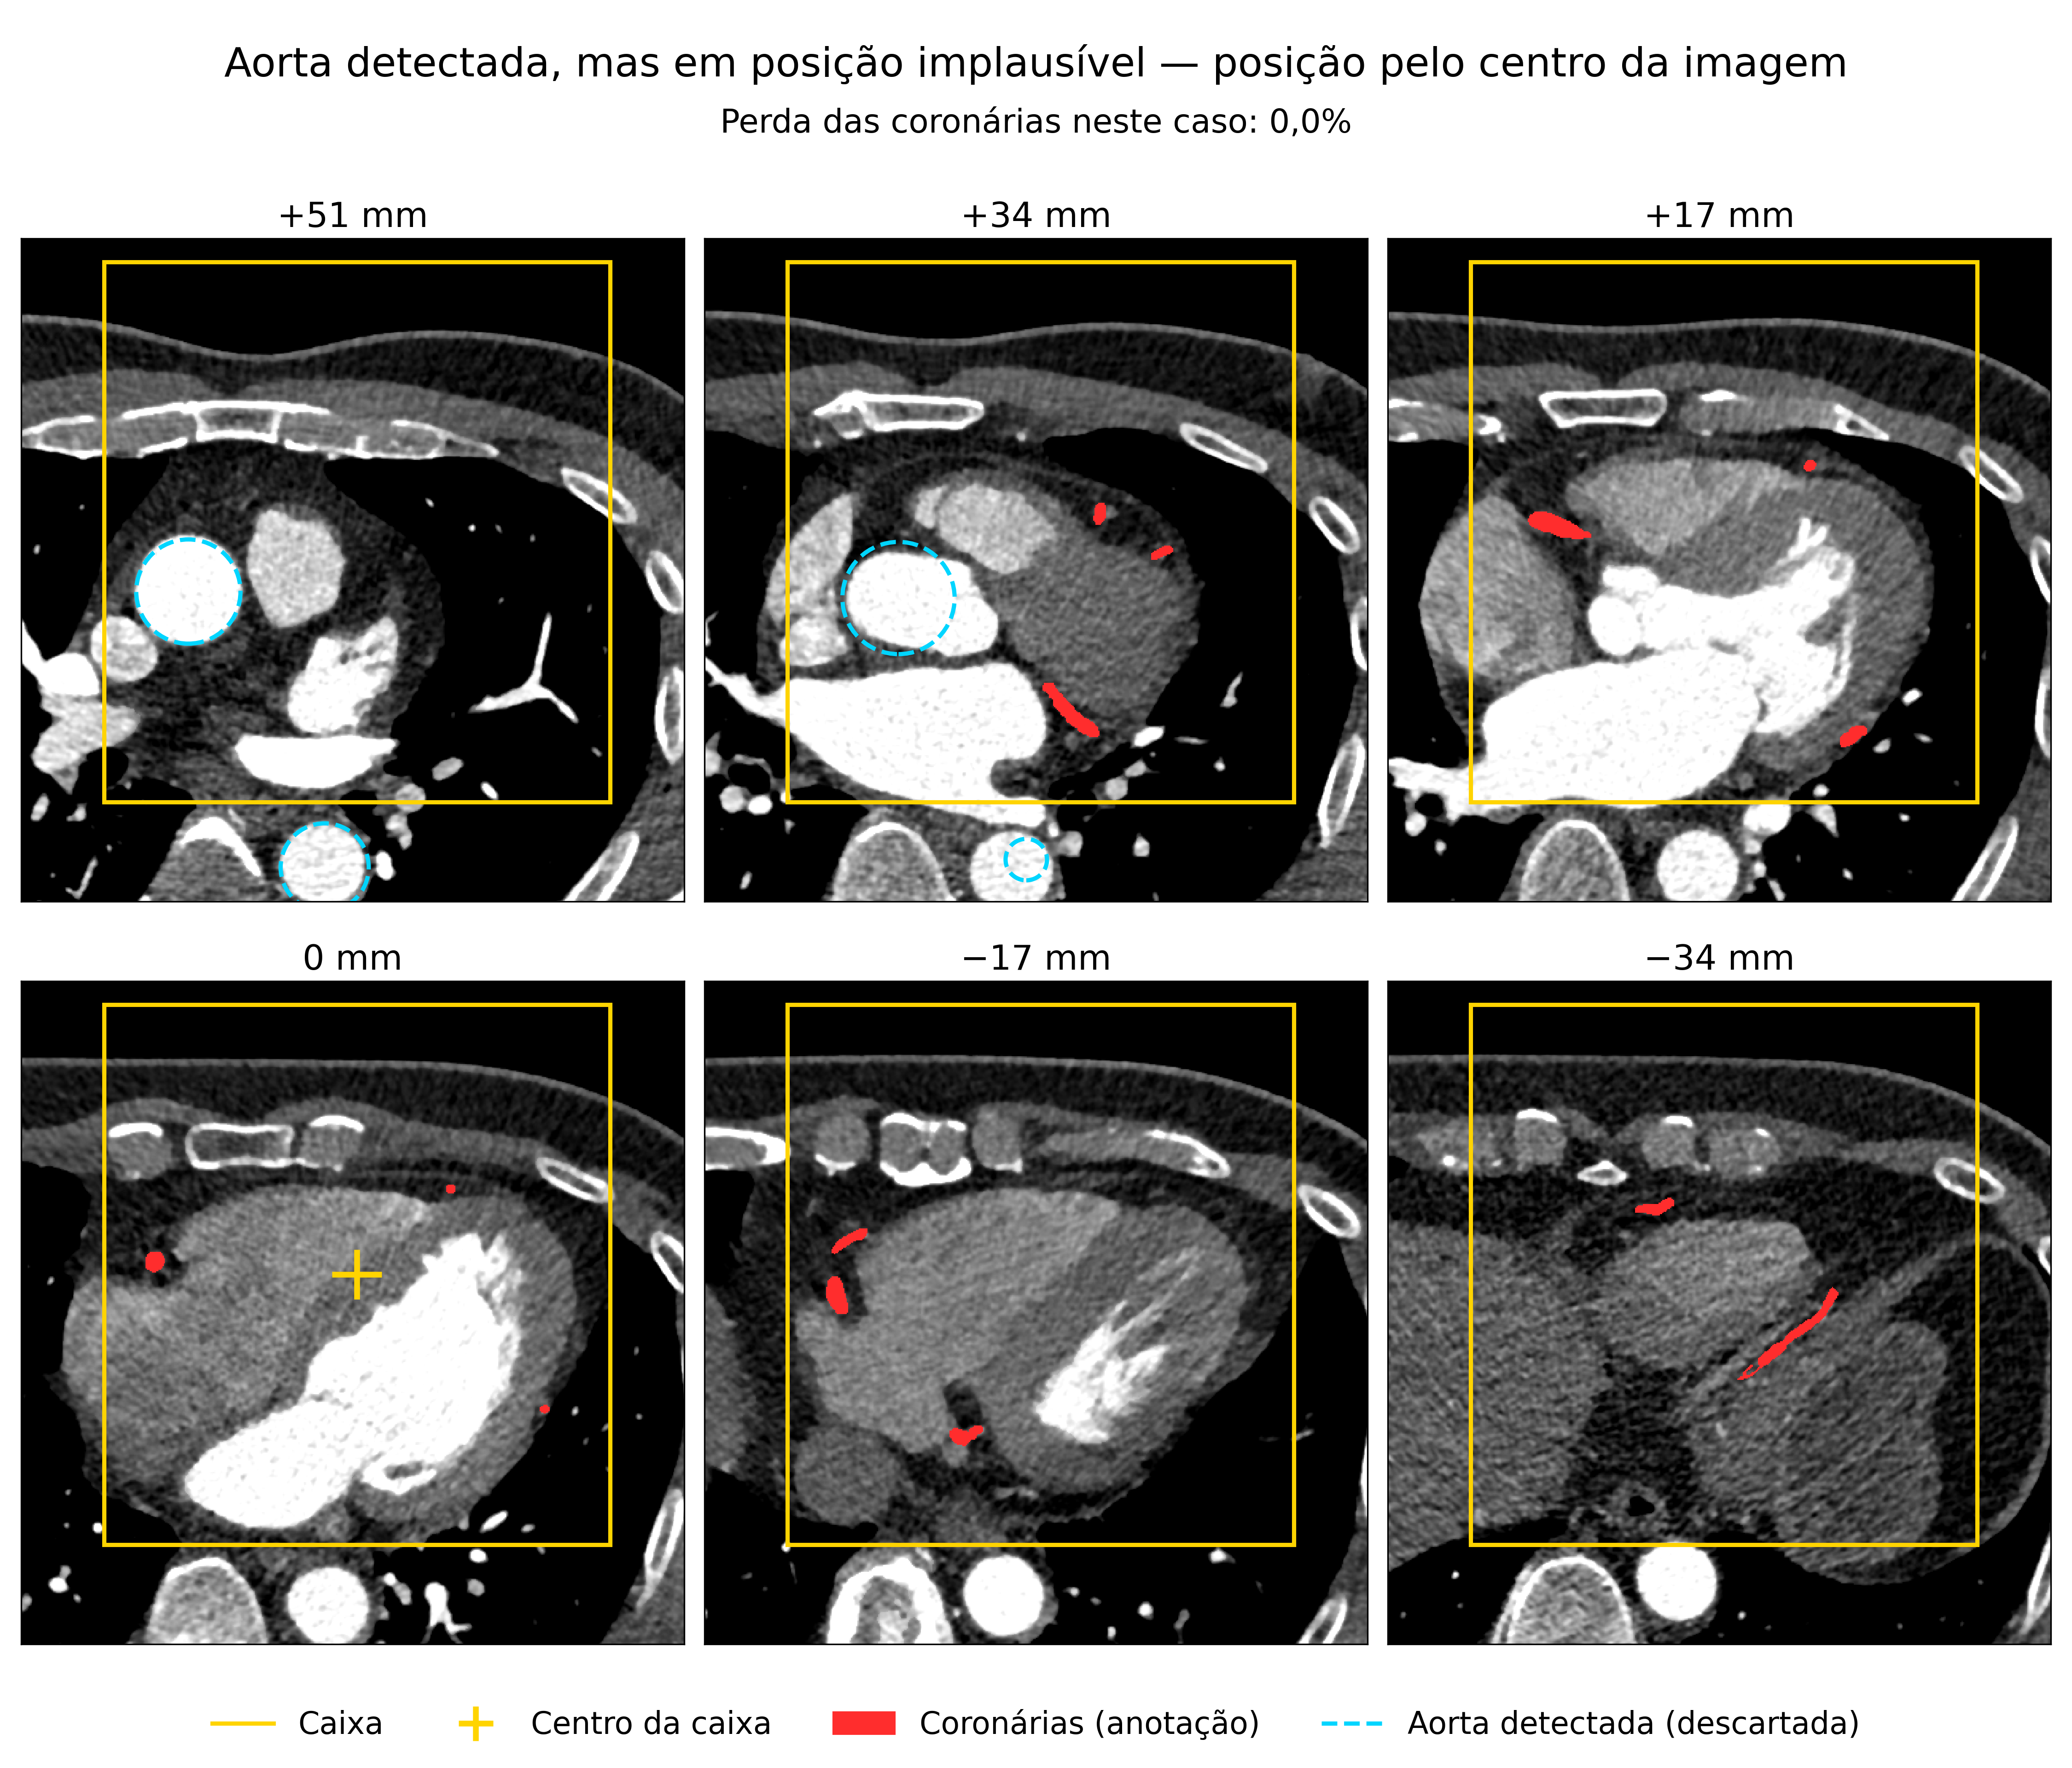 Aorta detectada, mas em posição implausível — posição pelo centro da imagem
Perda das coronárias neste caso: 0,0%
+51 mm
+34 mm
+17 mm
0 mm
−17 mm
−34 mm
Caixa
Centro da caixa
Coronárias (anotação)
Aorta detectada (descartada)